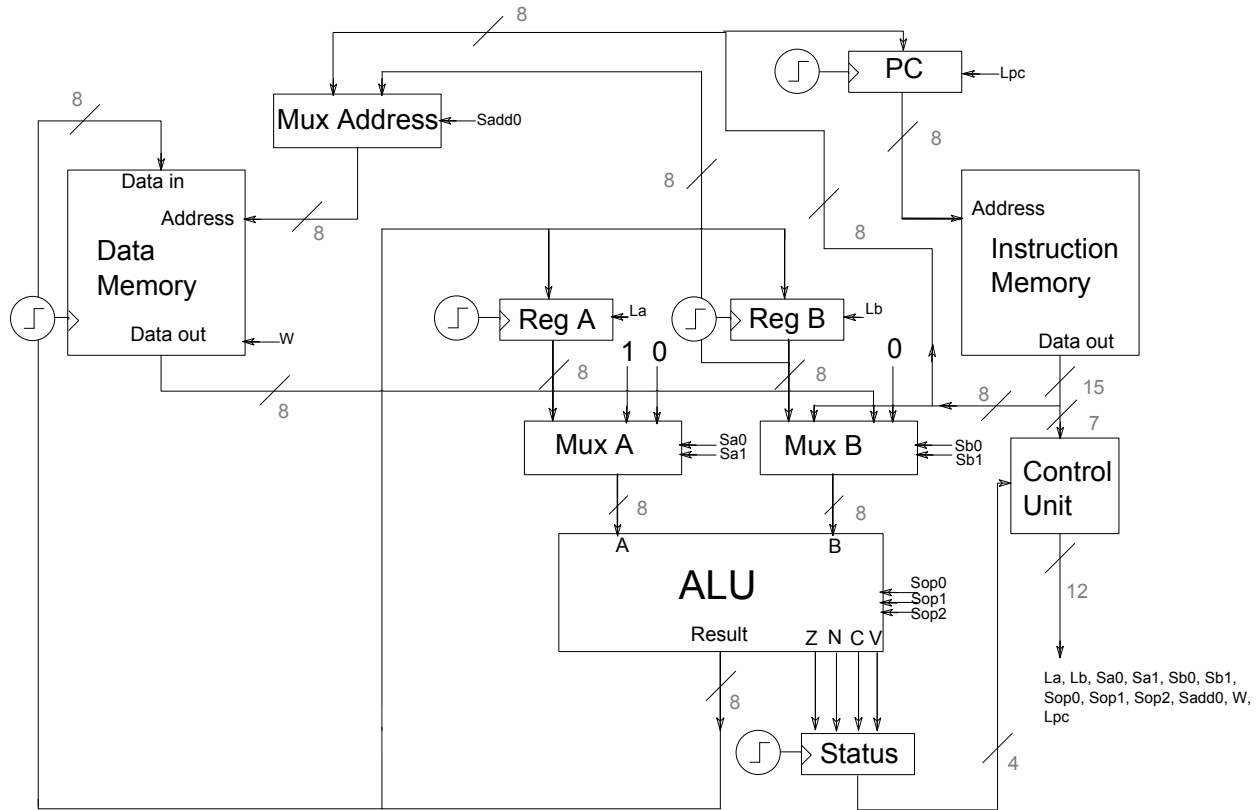 8
PC
Lpc
8
Mux Address
Sadd0
8
8
8
8
Data in
Address
Data
Memory
Data out
W
8
Address
Instruction
Memory
Data out
Reg A
La
Reg B
Lb
1 0
0
8
8
8
8
15
7
Mux A
Sa0
Sa1
Mux B
Sb0
Sb1
Control
Unit
8
8
A
B
ALU
Sop0
Sop1
Sop2
Result
Z N C V
12
8
La, Lb, Sa0, Sa1, Sb0, Sb1,
Sop0, Sop1, Sop2, Sadd0, W,
Lpc
Status
4